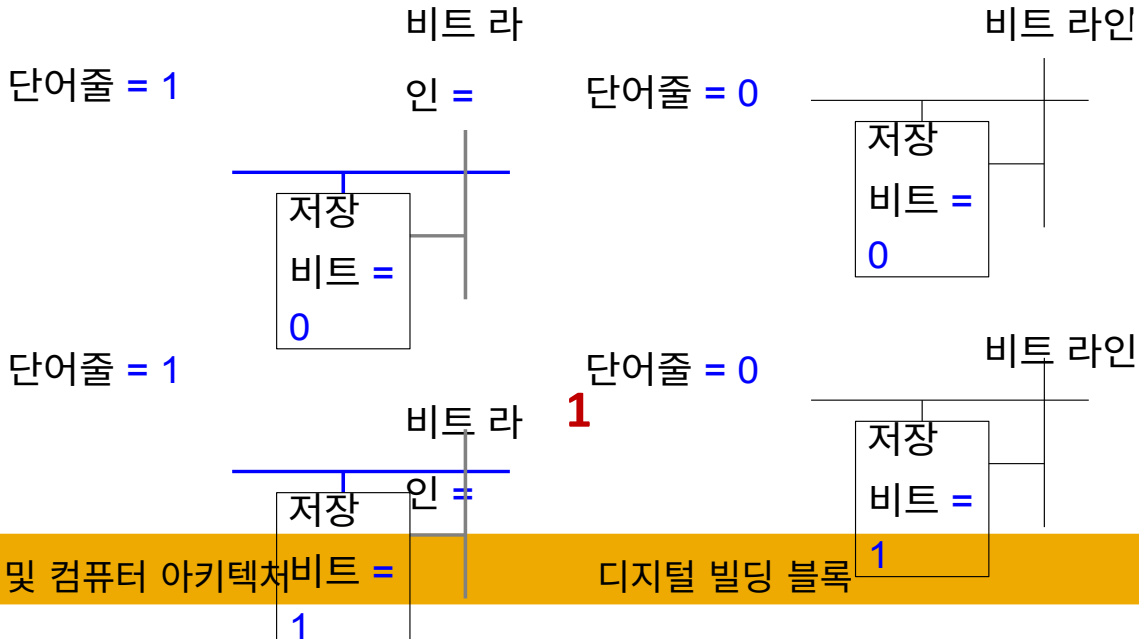 비트 라
인 =
단어줄 = 1
저장
비트 =
0
비트 라인
단어줄 = 0
저장
비트 =
0
단어줄 = 1
비트 라
인 =
1
저장
비트 =
1
비트 라인
단어줄 = 0
저장
비트 =
1
및 컴퓨터 아키텍처
디지털 빌딩 블록